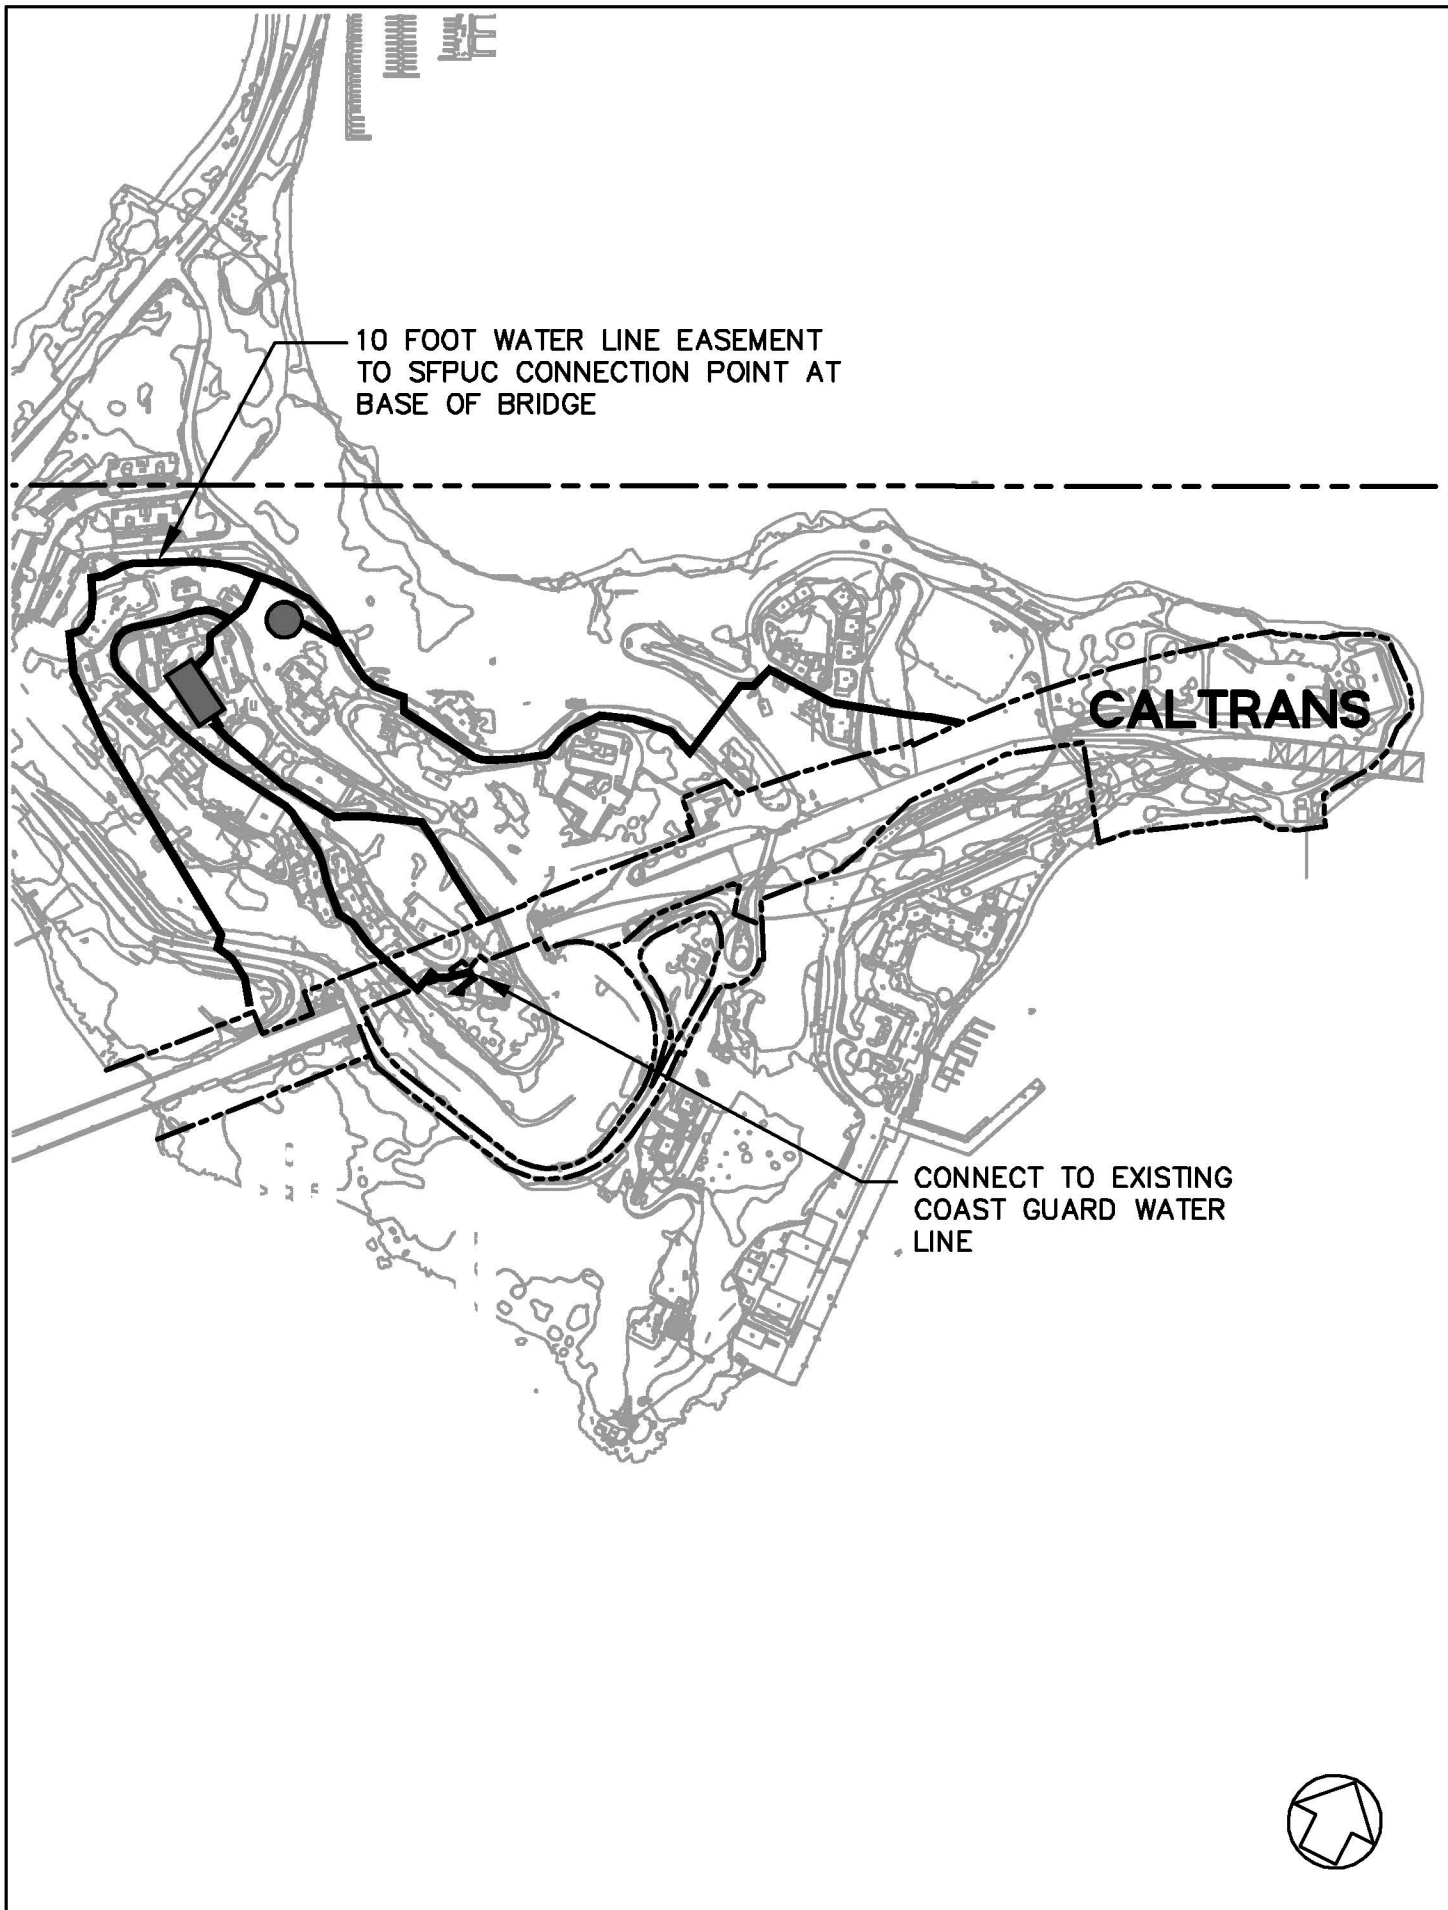 10 FOOT WATER LINE EASEMENT
TO SFPUC CONNECTION POINT AT
BASE OF BRIDGE
CALTRANS
CONNECT TO EXISTING
COAST GUARD WATER
LINE